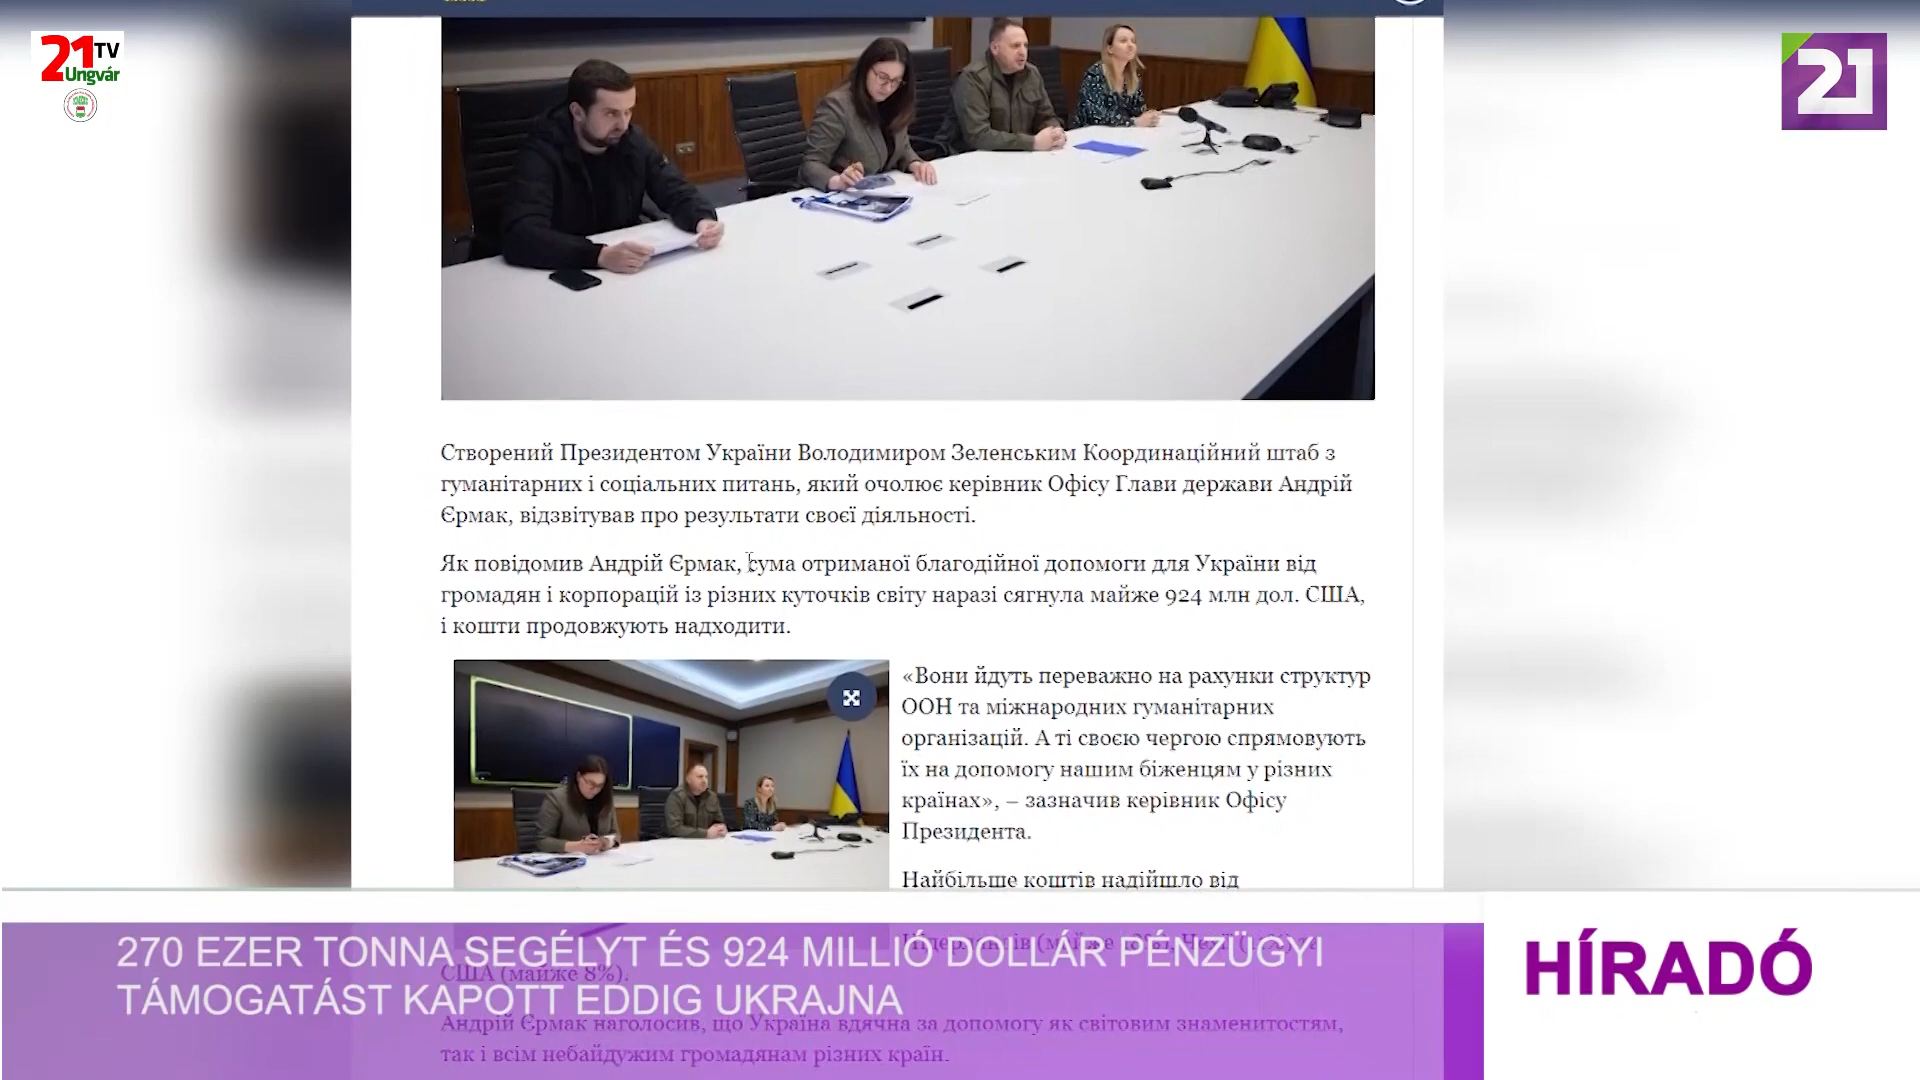 21TV
Ungvár
21
Створений Президентом України Володимиром Зеленським Координаційний штаб з
гуманітарних і соціальних питань, який очолює керівник Офісу Глави держави Андрій
Єрмак, відзвітував про результати своєї діяльності.
Як повідомив Андрій Єрмак, сума отриманої благодійної допомоги для України від
громадян і корпорацій із різних куточків світу наразі сягнула майже 924 млн дол. США,
і кошти продовжують надходити.
«Вони йдуть переважно на рахунки структур
ООН та міжнародних гуманітарних
організацій. А ті своєю чергою спрямовують
їх на допомогу нашим біженцям у різних
країнах», – зазначив керівник Офісу
Президента.
Найбільше коштів надійшло від
США (майже 8%).
Андрій Єрмак наголосив, що Україна вдячна за допомогу як світовим знаменитостям,
так і всім небайдужим громадянам різних країн.
270 EZER TONNA SEGÉLYT ÉS 924 MILLIÓ DOLLÁR PÉNZÜGYI
TÁMOGATÁST KAPOTT EDDIG UKRAJNA
HÍRADÓ